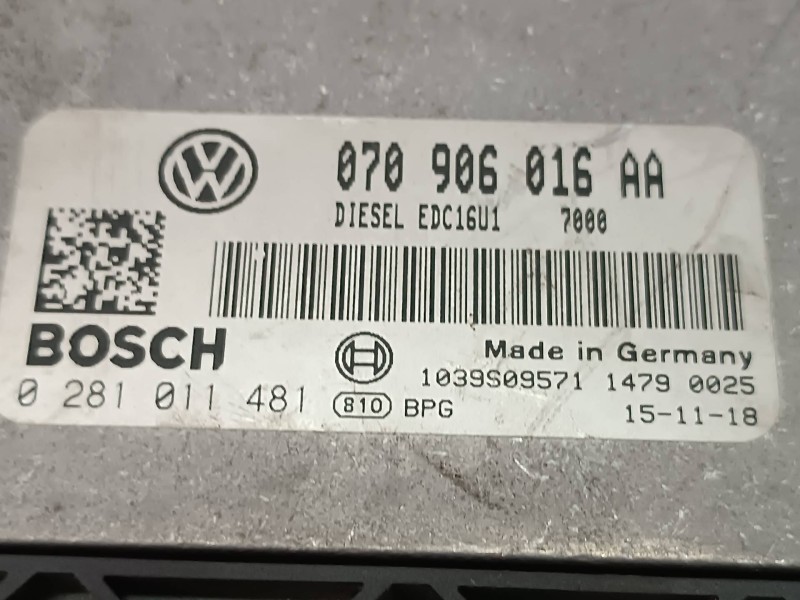 070 906 016 AA
DIESEL EDC16U1 7000
BOSCH
Made in Germany
1039S09571 1479 0025
0 281 011 481 810 BPG
15-11-18